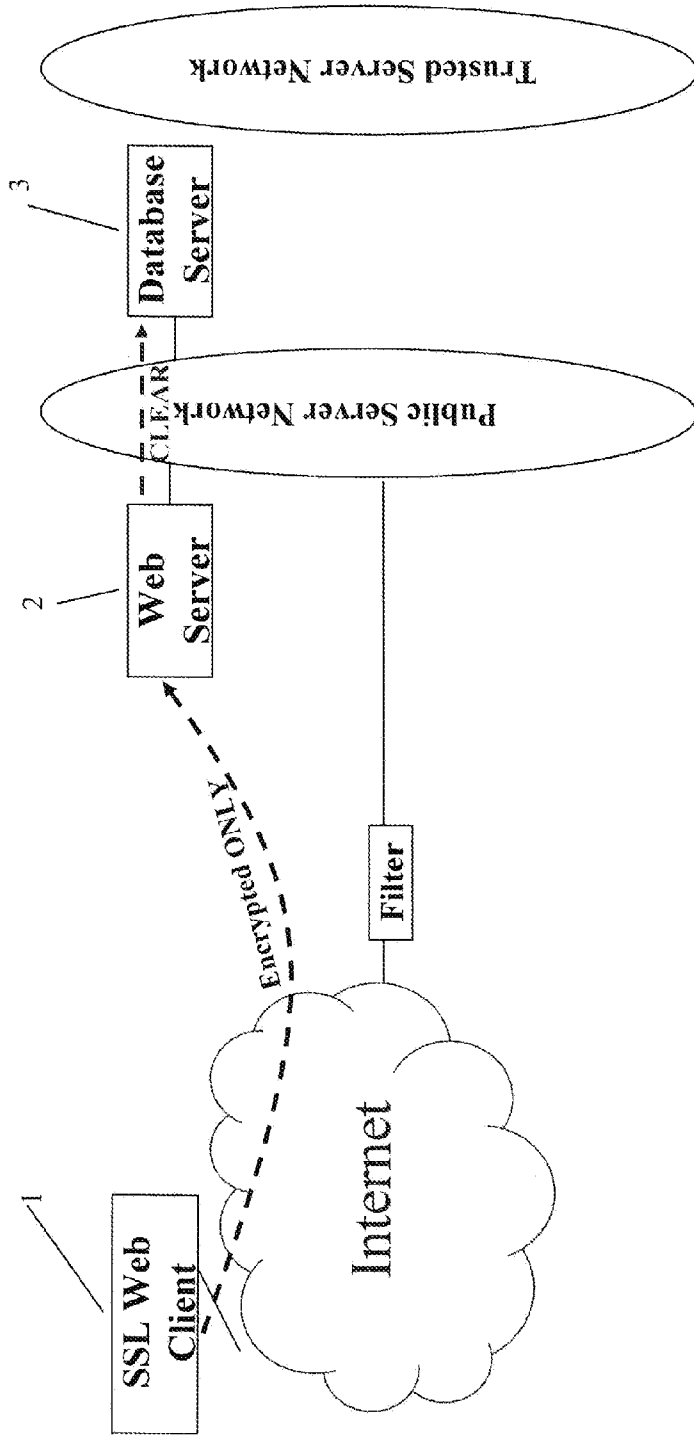 1
SSL Web
Client
Internet
Encrypted ONLY
Filter
2
Web
Server
CLEAR
Public Server Network
3
Database
Server
Trusted Server Network